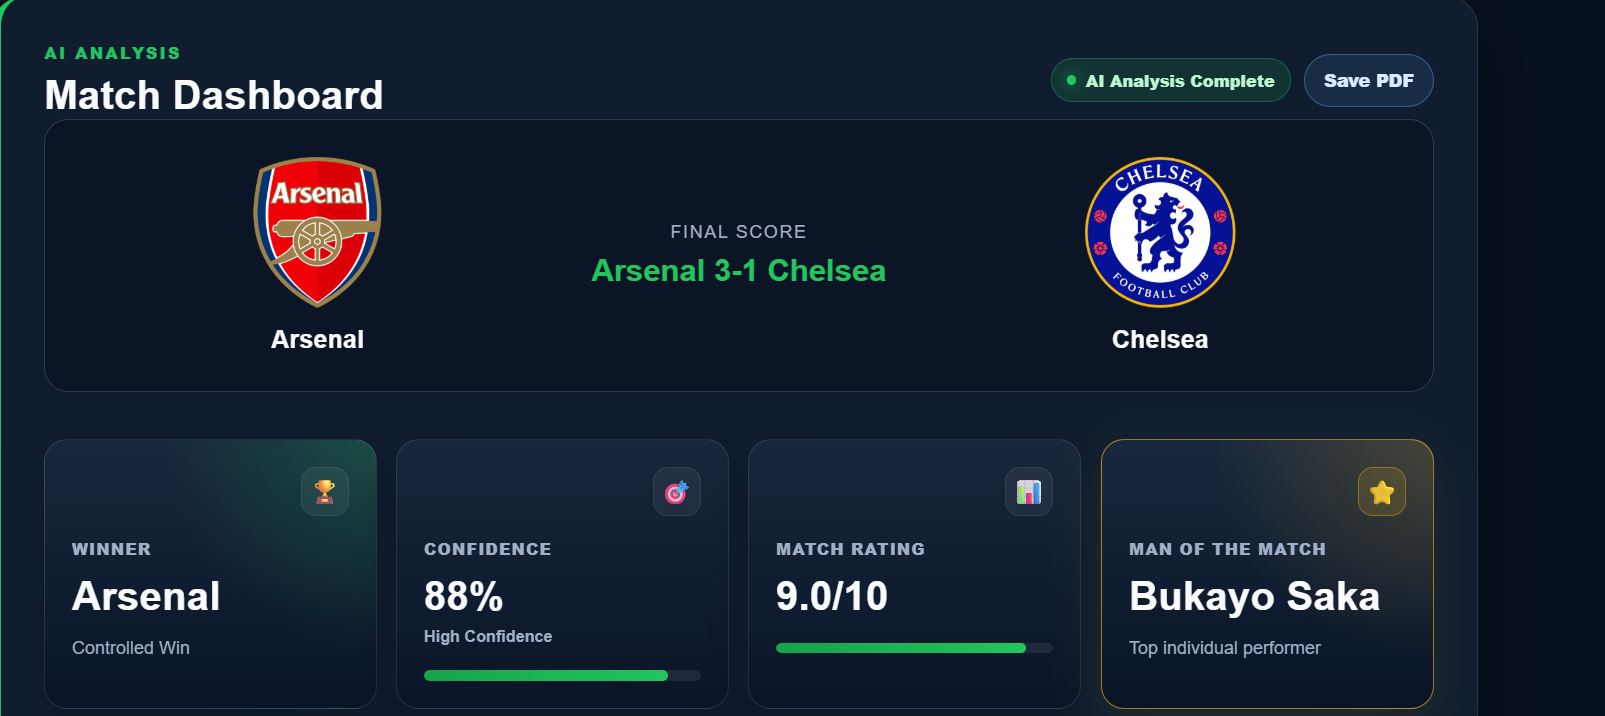 AI ANALYSIS
Match Dashboard
AI Analysis Complete
Save PDF
Arsenal
CHELSEA
FOOTBALL CLUB
FINAL SCORE
Arsenal 3-1 Chelsea
Arsenal
Chelsea
WINNER
Arsenal
Controlled Win
CONFIDENCE
88%
High Confidence
MATCH RATING
9.0/10
MAN OF THE MATCH
Bukayo Saka
Top individual performer